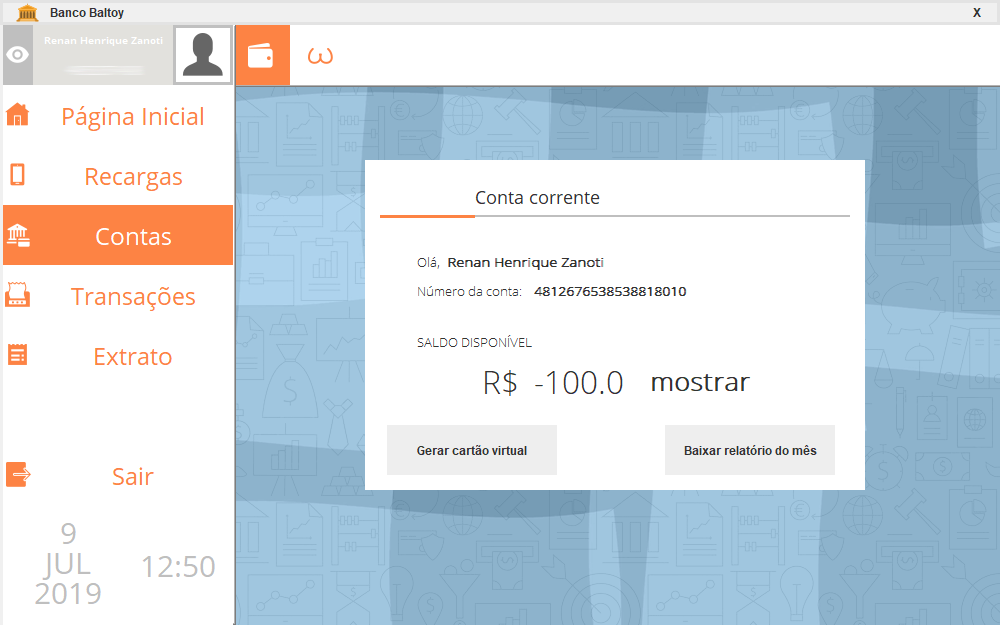 Banco Baltoy
X
Renan Henrique Zanoti
ω
Página Inicial
Recargas
Contas
Transações
Extrato
Sair
9
JUL
2019
12:50
Conta corrente
Olá, Renan Henrique Zanoti
Número da conta: 4812676538538818010
SALDO DISPONÍVEL
R$ -100.0 mostrar
Gerar cartão virtual
Baixar relatório do mês